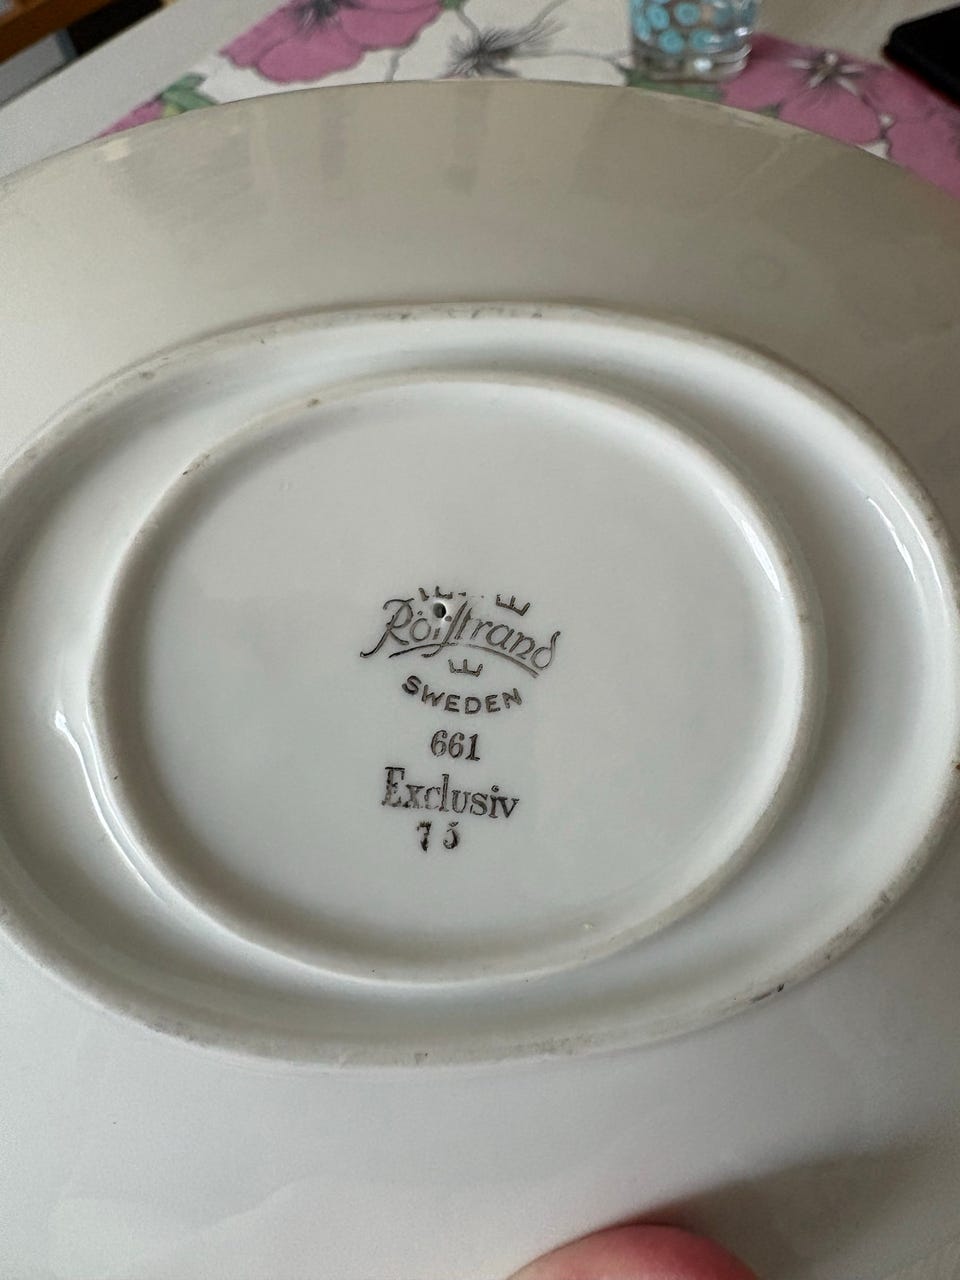 Rörstrand
SWEDEN
661
Exclusiv
75